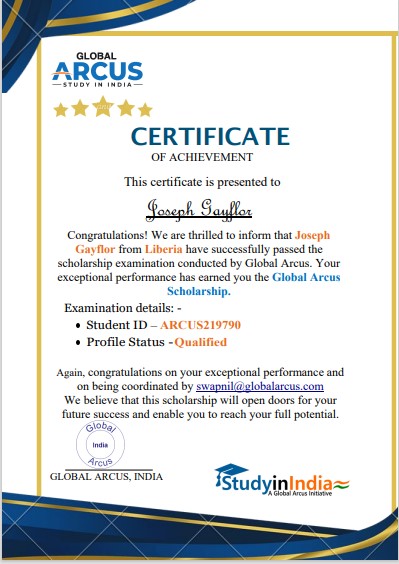 GLOBAL
ARCUS
STUDY IN INDIA
CERTIFICATE
OF ACHIEVEMENT
This certificate is presented to
Joseph Gayflor
Congratulations! We are thrilled to inform that Joseph
Gayflor from Liberia have successfully passed the
scholarship examination conducted by Global Arcus. Your
exceptional performance has earned you the Global Arcus
Scholarship.
Examination details: -
• Student ID – ARCUS219790
• Profile Status - Qualified
Again, congratulations on your exceptional performance and
on being coordinated by swapnil@globalarcus.com
We believe that this scholarship will open doors for your
future success and enable you to reach your full potential.
Global
India
Arcus
GLOBAL ARCUS, INDIA
StudyinIndia
A Global Arcus Initiative